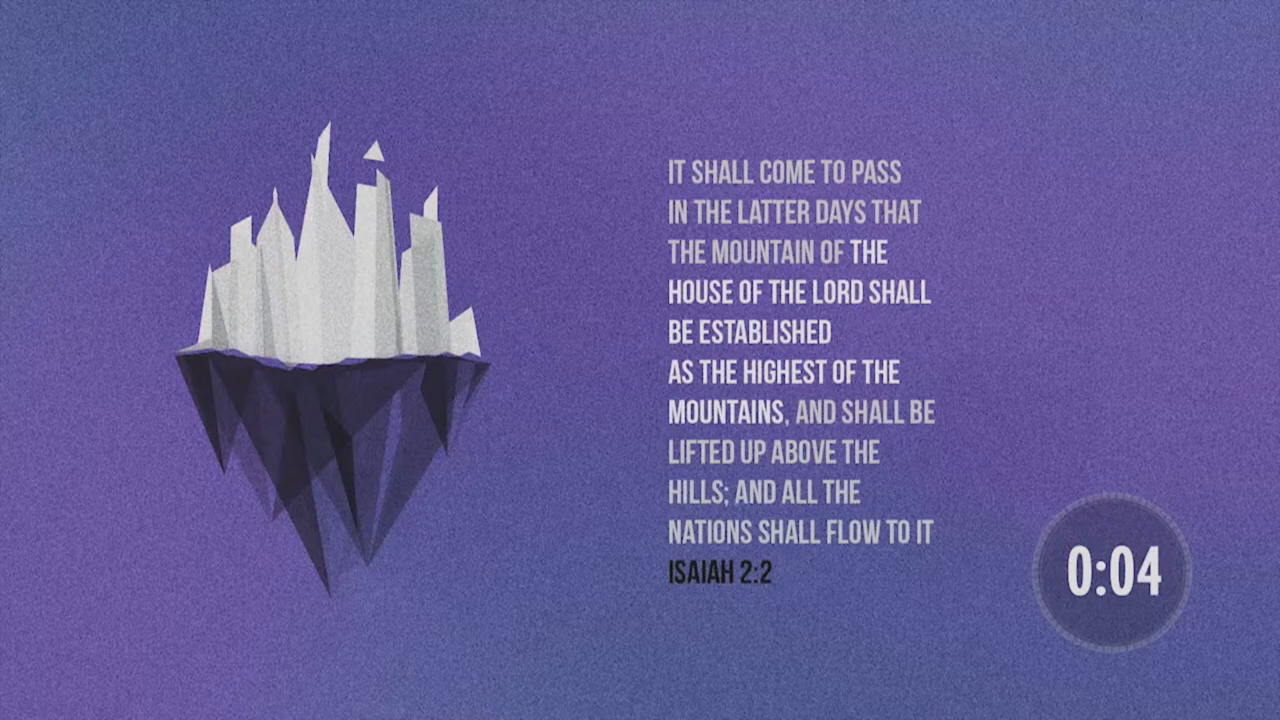 IT SHALL COME TO PASS
IN THE LATTER DAYS THAT
THE MOUNTAIN OF THE
HOUSE OF THE LORD SHALL
BE ESTABLISHED
AS THE HIGHEST OF THE
MOUNTAINS, AND SHALL BE
LIFTED UP ABOVE THE
HILLS; AND ALL THE
NATIONS SHALL FLOW TO IT
ISAIAH 2:2
0:04